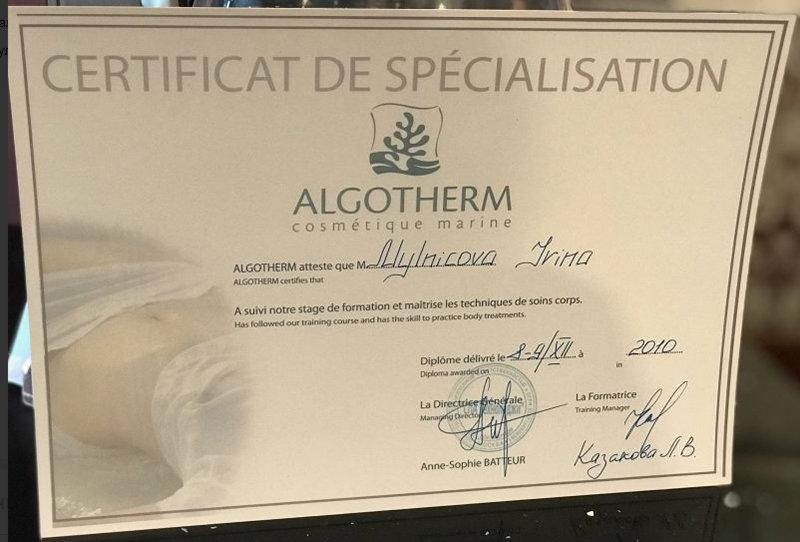 CERTIFICAT DE SPÉCIALISATION
ALGOTHERM
cosmétique marine
ALGOTHERM atteste que M. Mylnicova Irina
ALGOTHERM certifies that
A suivi notre stage de formation et maîtrise les techniques de soins corps.
Has followed our training course and has the skill to practice body treatments.
Diplôme délivré le 8-9/XII à 2010
Diploma awarded on in
La Directrice Générale
Managing Director
La Formatrice
Training Manager
Anne-Sophie BATTEUR
Казакова Л.В.